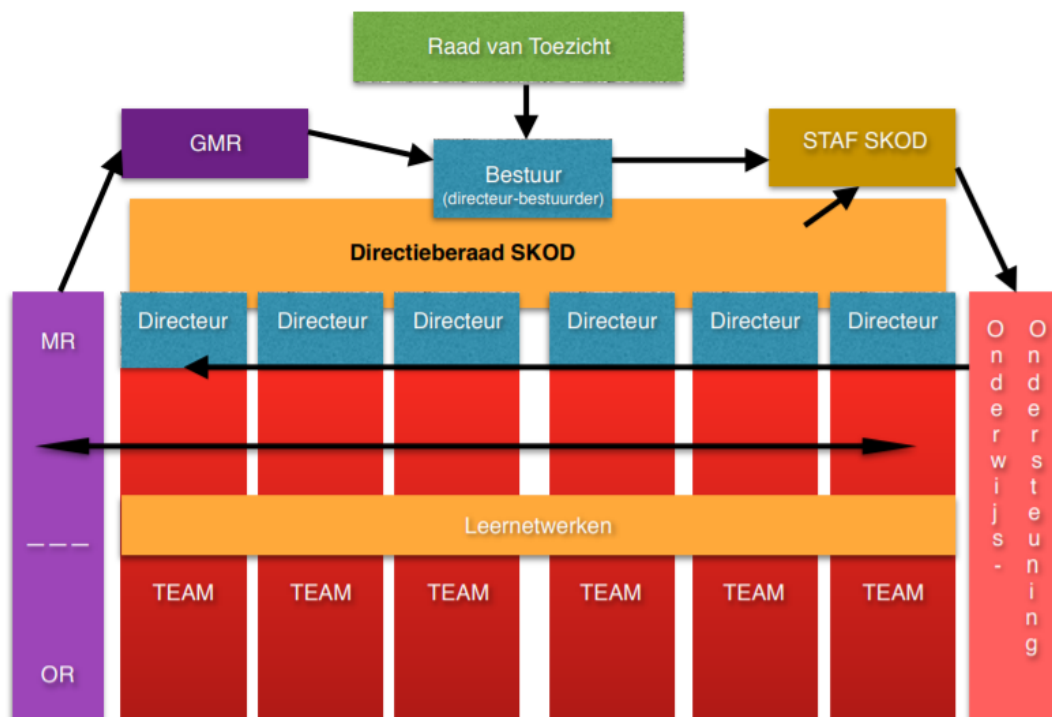 Raad van Toezicht
GMR
STAF SKOD
Bestuur
(directeur-bestuurder)
Directieberaad SKOD
MR
Directeur
Directeur
Directeur
Directeur
Directeur
Directeur
Onderwijs-
Ondersteuning
Leernetwerken
___
TEAM
TEAM
TEAM
TEAM
TEAM
TEAM
OR